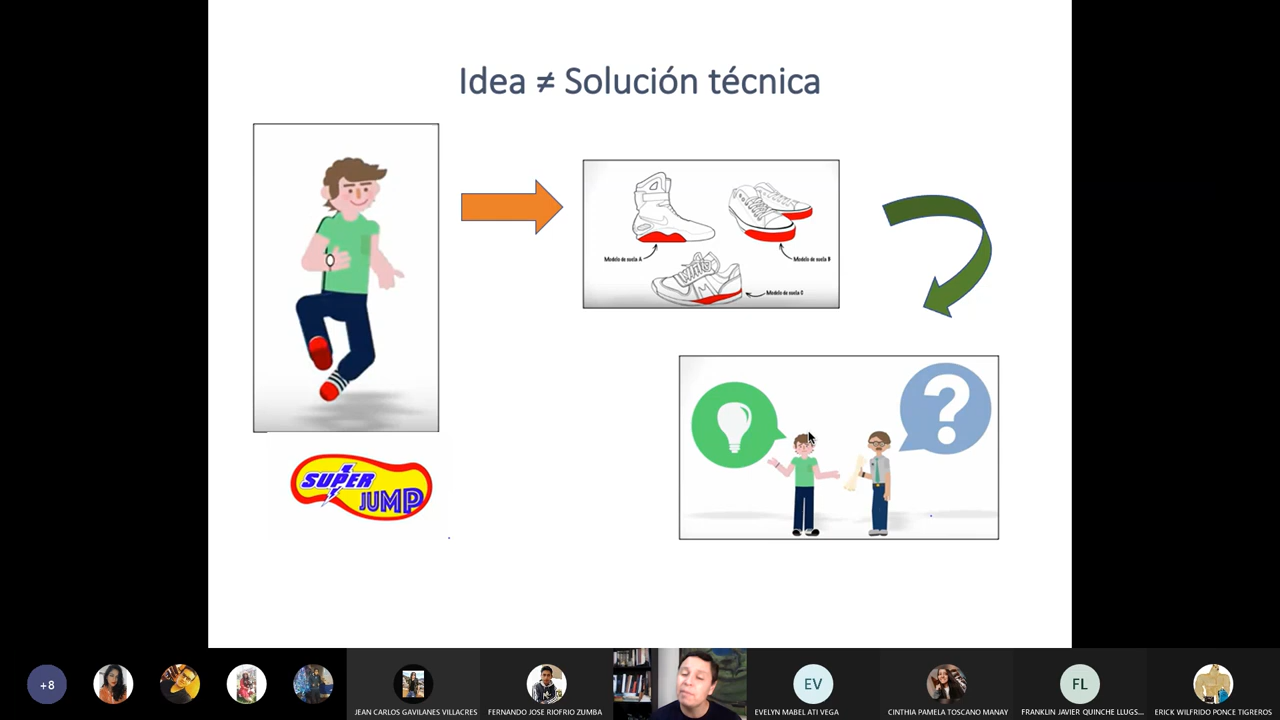 Idea ≠ Solución técnica
Modelo de suela A
Modelo de suela B
Modelo de suela C
SUPER
JUMP
?
+8
JEAN CARLOS GAVILANES VILLACRES
FERNANDO JOSE RIOFRIO ZUMBA
EV
EVELYN MABEL ATI VEGA
CINTHIA PAMELA TOSCANO MANAY
FL
FRANKLIN JAVIER QUINCHE LLUGS...
ERICK WILFRIDO PONCE TIGREROS